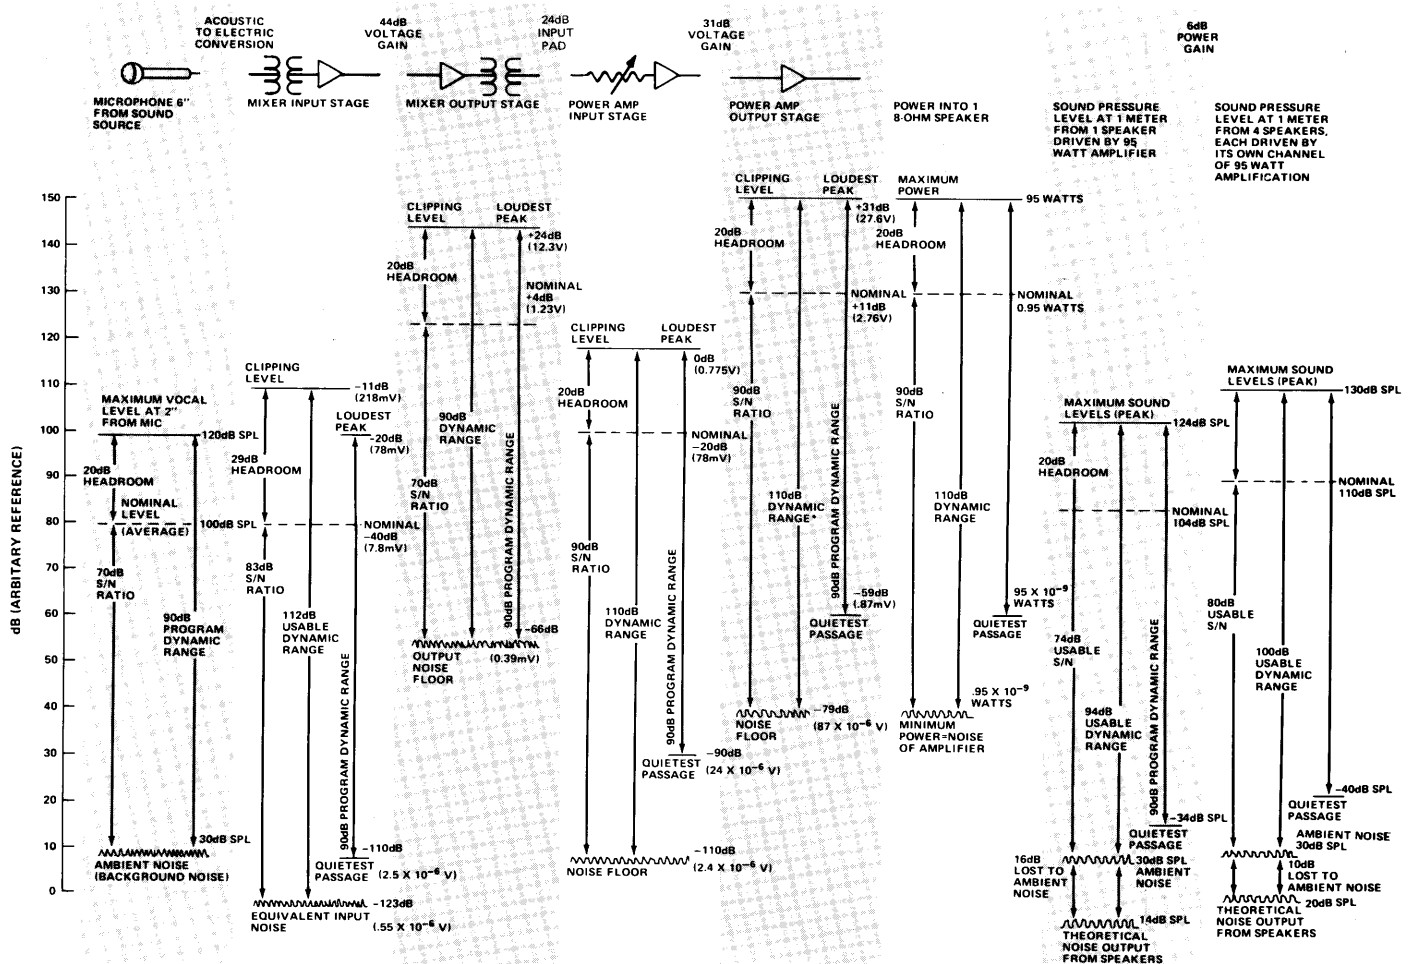 ACOUSTIC
TO ELECTRIC
CONVERSION
44dB
VOLTAGE
GAIN
24dB
INPUT
PAD
31dB
VOLTAGE
GAIN
6dB
POWER
GAIN
MICROPHONE 6"
FROM SOUND
SOURCE
MIXER INPUT STAGE
MIXER OUTPUT STAGE
POWER AMP
INPUT STAGE
POWER AMP
OUTPUT STAGE
POWER INTO 1
8-OHM SPEAKER
SOUND PRESSURE
LEVEL AT 1 METER
FROM 1 SPEAKER
DRIVEN BY 95
WATT AMPLIFIER
SOUND PRESSURE
LEVEL AT 1 METER
FROM 4 SPEAKERS,
EACH DRIVEN BY
ITS OWN CHANNEL
OF 95 WATT
AMPLIFICATION
dB (ARBITARY REFERENCE)
150
140
130
120
110
100
90
80
70
60
50
40
30
20
10
0
MAXIMUM VOCAL
LEVEL AT 2"
FROM MIC
120dB SPL
20dB
HEADROOM
NOMINAL
LEVEL
(AVERAGE)
100dB SPL
70dB
S/N
RATIO
90dB
PROGRAM
DYNAMIC
RANGE
30dB SPL
AMBIENT NOISE
(BACKGROUND NOISE)
CLIPPING
LEVEL
-11dB
(218mV)
LOUDEST
PEAK
-20dB
(78mV)
29dB
HEADROOM
NOMINAL
-40dB
(7.8mV)
83dB
S/N
RATIO
112dB
USABLE
DYNAMIC
RANGE
90dB PROGRAM DYNAMIC RANGE
-110dB
QUIETEST
PASSAGE
(2.5 X 10⁻⁶ V)
-123dB
EQUIVALENT INPUT
NOISE
(.55 X 10⁻⁶ V)
CLIPPING
LEVEL
LOUDEST
PEAK
+24dB
(12.3V)
20dB
HEADROOM
NOMINAL
+4dB
(1.23V)
90dB
DYNAMIC
RANGE
70dB
S/N
RATIO
90dB PROGRAM DYNAMIC RANGE
-66dB
(0.39mV)
OUTPUT
NOISE
FLOOR
CLIPPING
LEVEL
LOUDEST
PEAK
0dB
(0.775V)
20dB
HEADROOM
NOMINAL
-20dB
(78mV)
90dB
S/N
RATIO
110dB
DYNAMIC
RANGE
90dB PROGRAM DYNAMIC RANGE
-90dB
QUIETEST
PASSAGE
(24 X 10⁻⁶ V)
-110dB
(2.4 X 10⁻⁶ V)
NOISE FLOOR
CLIPPING
LEVEL
LOUDEST
PEAK
+31dB
(27.6V)
20dB
HEADROOM
NOMINAL
+11dB
(2.76V)
90dB
S/N
RATIO
110dB
DYNAMIC
RANGE*
90dB PROGRAM DYNAMIC RANGE
-59dB
(.87mV)
QUIETEST
PASSAGE
-79dB
(87 X 10⁻⁶ V)
NOISE
FLOOR
MAXIMUM
POWER
95 WATTS
20dB
HEADROOM
NOMINAL
0.95 WATTS
90dB
S/N
RATIO
110dB
DYNAMIC
RANGE
95 X 10⁻⁹
WATTS
QUIETEST
PASSAGE
.95 X 10⁻⁹
WATTS
MINIMUM
POWER=NOISE
OF AMPLIFIER
MAXIMUM SOUND
LEVELS (PEAK)
124dB SPL
20dB
HEADROOM
NOMINAL
104dB SPL
74dB
USABLE
S/N
94dB
USABLE
DYNAMIC
RANGE
90dB PROGRAM DYNAMIC RANGE
-34dB SPL
QUIETEST
PASSAGE
16dB
LOST TO
AMBIENT
NOISE
30dB SPL
AMBIENT
NOISE
14dB SPL
THEORETICAL
NOISE OUTPUT
FROM SPEAKERS
MAXIMUM SOUND
LEVELS (PEAK)
130dB SPL
20dB
HEADROOM
NOMINAL
110dB SPL
80dB
USABLE
S/N
100dB
USABLE
DYNAMIC
RANGE
-40dB SPL
QUIETEST
PASSAGE
AMBIENT NOISE
30dB SPL
10dB
LOST TO
AMBIENT NOISE
20dB SPL
THEORETICAL
NOISE OUTPUT
FROM SPEAKERS